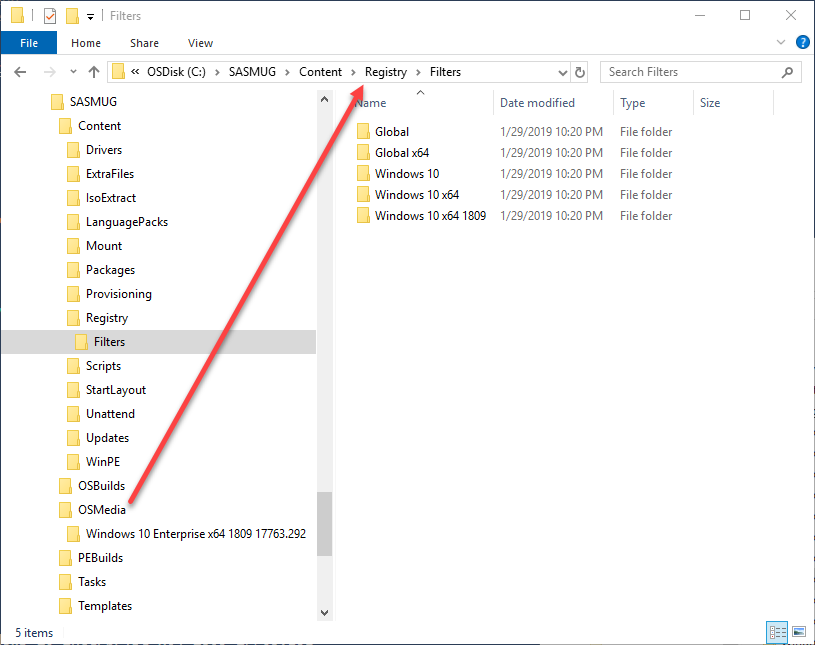 Filters
File Home Share View
« OSDisk (C:) > SASMUG > Content > Registry > Filters
Search Filters
SASMUG
Content
Drivers
ExtraFiles
IsoExtract
LanguagePacks
Mount
Packages
Provisioning
Registry
Filters
Scripts
StartLayout
Unattend
Updates
WinPE
OSBuilds
OSMedia
Windows 10 Enterprise x64 1809 17763.292
PEBuilds
Tasks
Templates
Name Date modified Type Size
Global 1/29/2019 10:20 PM File folder
Global x64 1/29/2019 10:20 PM File folder
Windows 10 1/29/2019 10:20 PM File folder
Windows 10 x64 1/29/2019 10:20 PM File folder
Windows 10 x64 1809 1/29/2019 10:20 PM File folder
5 items